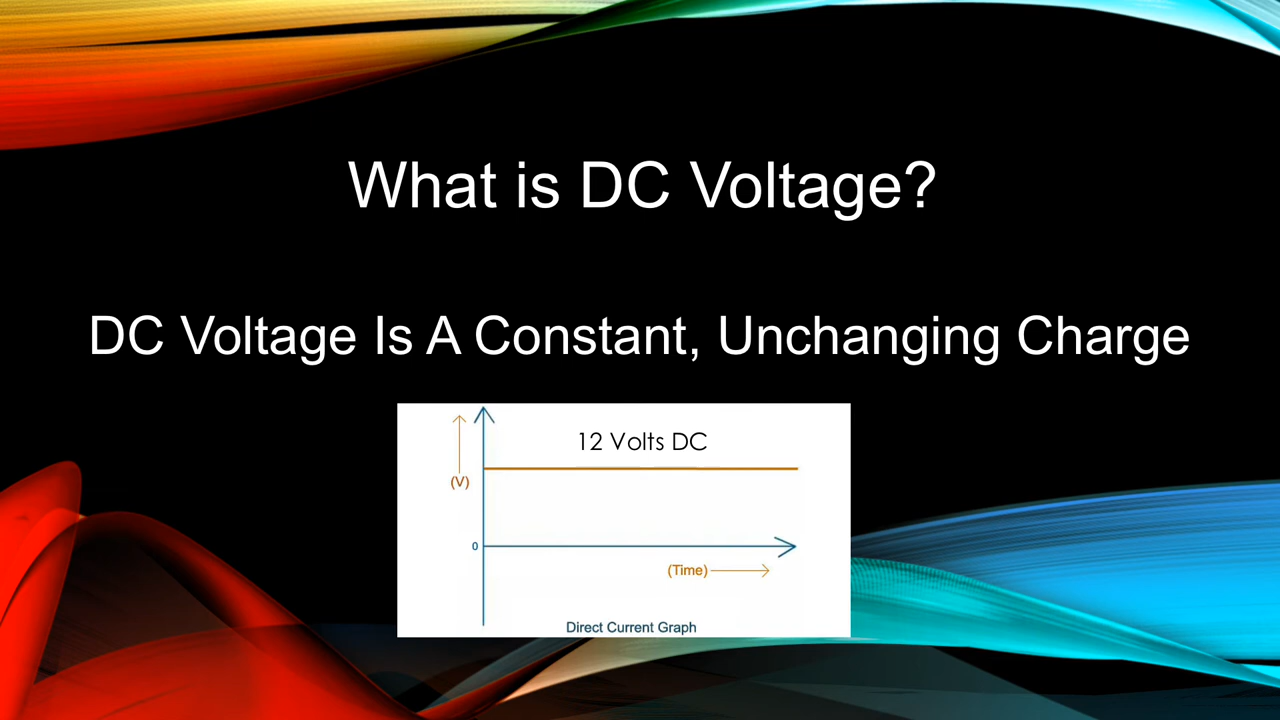 What is DC Voltage?
DC Voltage Is A Constant, Unchanging Charge
12 Volts DC
(V)
0
(Time)
Direct Current Graph